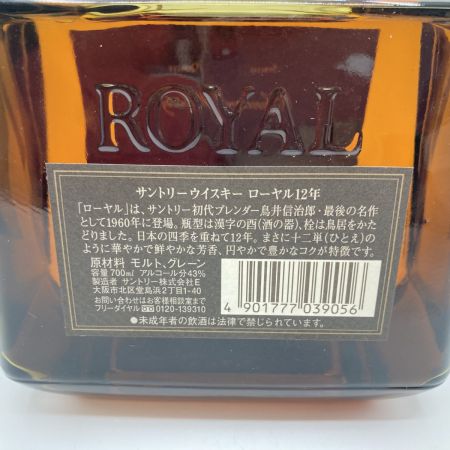 ROYAL
サントリーウイスキー ローヤル12年
「ローヤル」は、サントリー初代ブレンダー鳥井信治郎・最後の名作
として1960年に登場。瓶型は漢字の酉(酒の器)、栓は鳥居をかた
どりました。日本の四季を重ねて12年。まさに十二単(ひとえ)の
ように華やかで鮮やかな芳香、円やかで豊かなコクが特徴です。
原材料 モルト、グレーン
容量 700ml アルコール分43%
製造者 サントリー株式会社E
大阪市北区堂島浜2丁目1-40
お問い合わせはお客様相談室まで
フリーダイヤル 0120-139310
4 901777 039056
●未成年者の飲酒は法律で禁じられています。